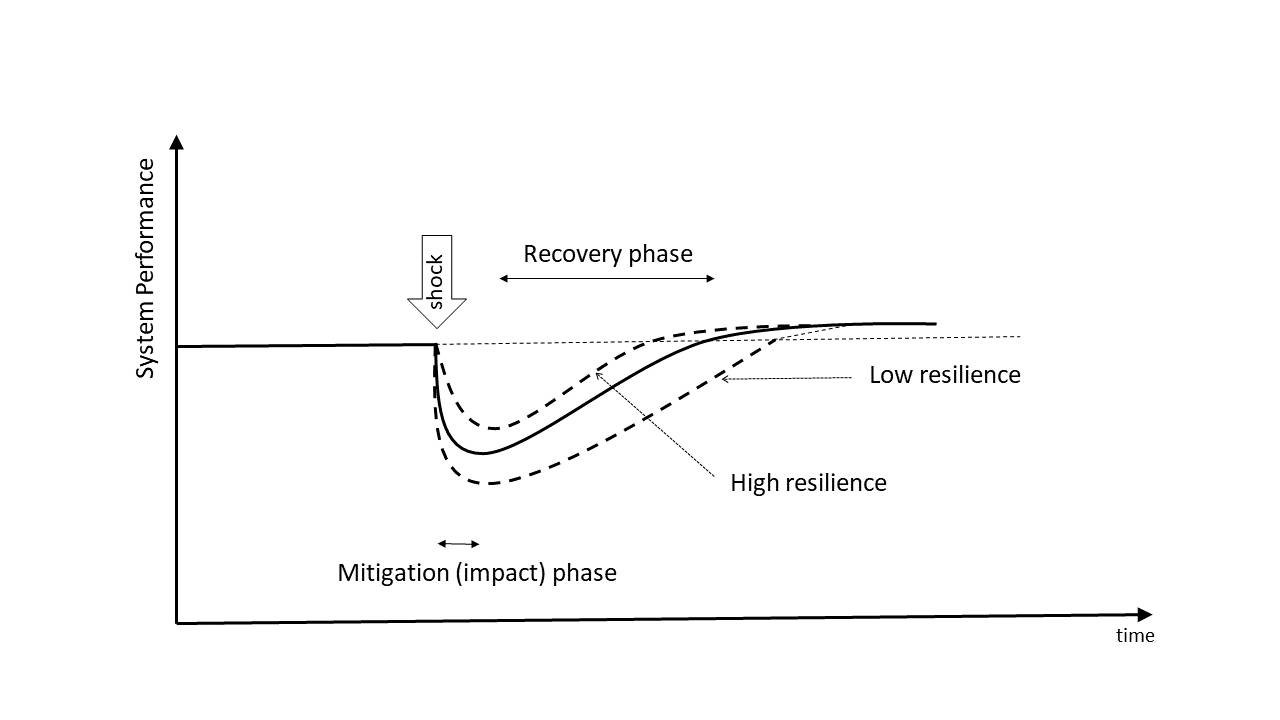 System Performance
shock
Recovery phase
Low resilience
High resilience
Mitigation (impact) phase
time